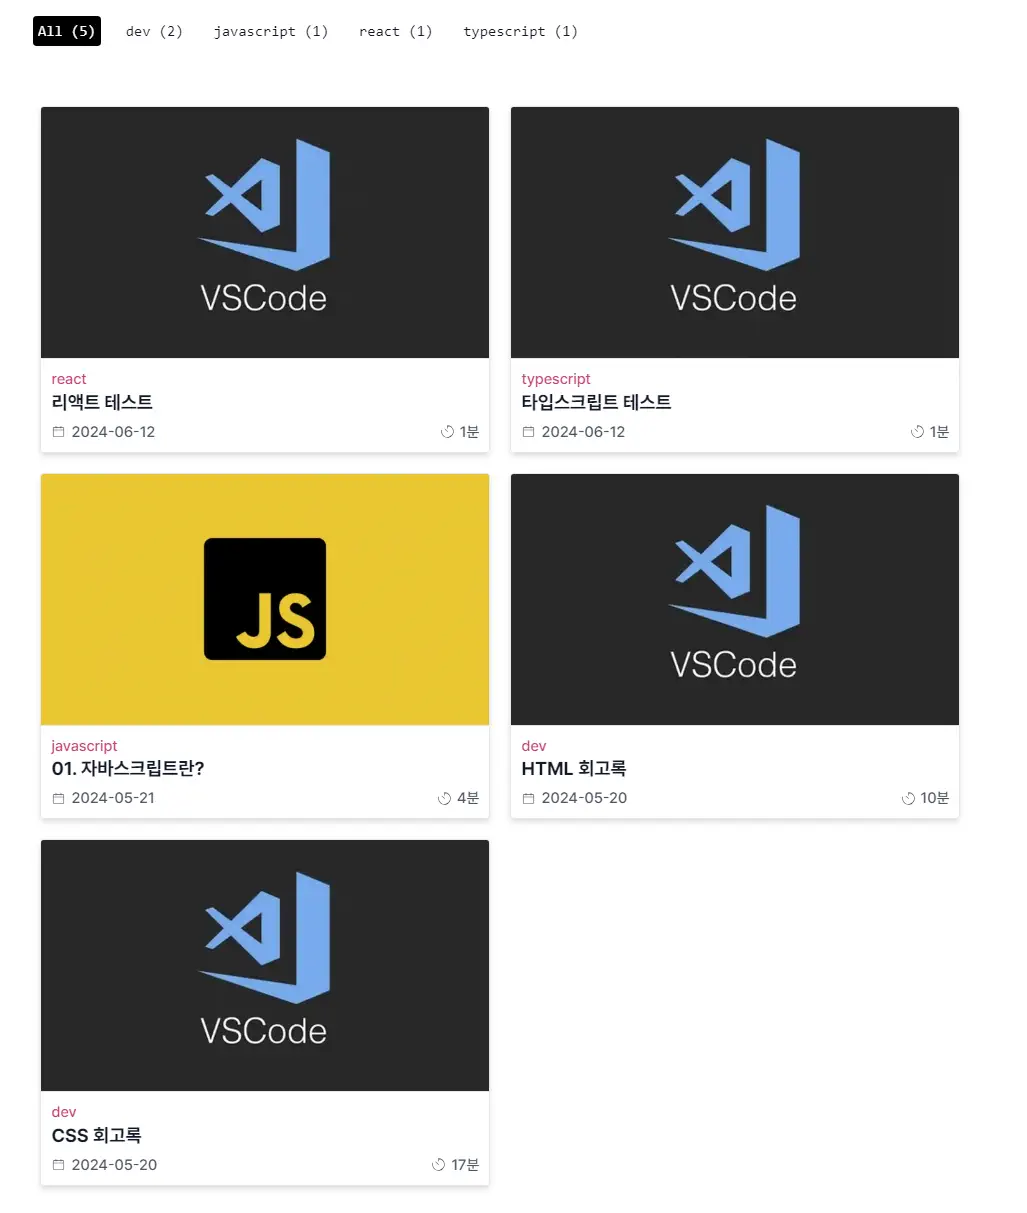 All (5) dev (2) javascript (1) react (1) typescript (1)
VSCode
react
리액트 테스트
2024-06-12 1분
VSCode
typescript
타입스크립트 테스트
2024-06-12 1분
JS
javascript
01. 자바스크립트란?
2024-05-21 4분
VSCode
dev
HTML 회고록
2024-05-20 10분
VSCode
dev
CSS 회고록
2024-05-20 17분